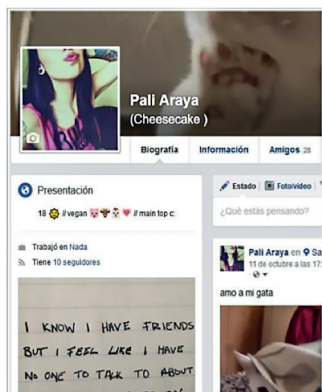 Pali Araya
(Cheesecake )
Biografía
Información
Amigos 28
Presentación
18 // vegan // main top c:
Trabajó en Nada
Tiene 10 seguidores
I KNOW I HAVE FRIENDS
BUT I FEEL LIKE I HAVE
NO ONE TO TALK TO ABOUT
Estado
Foto/video
¿Qué estás pensando?
Pali Araya en
11 de octubre a las 17:
amo a mi gata